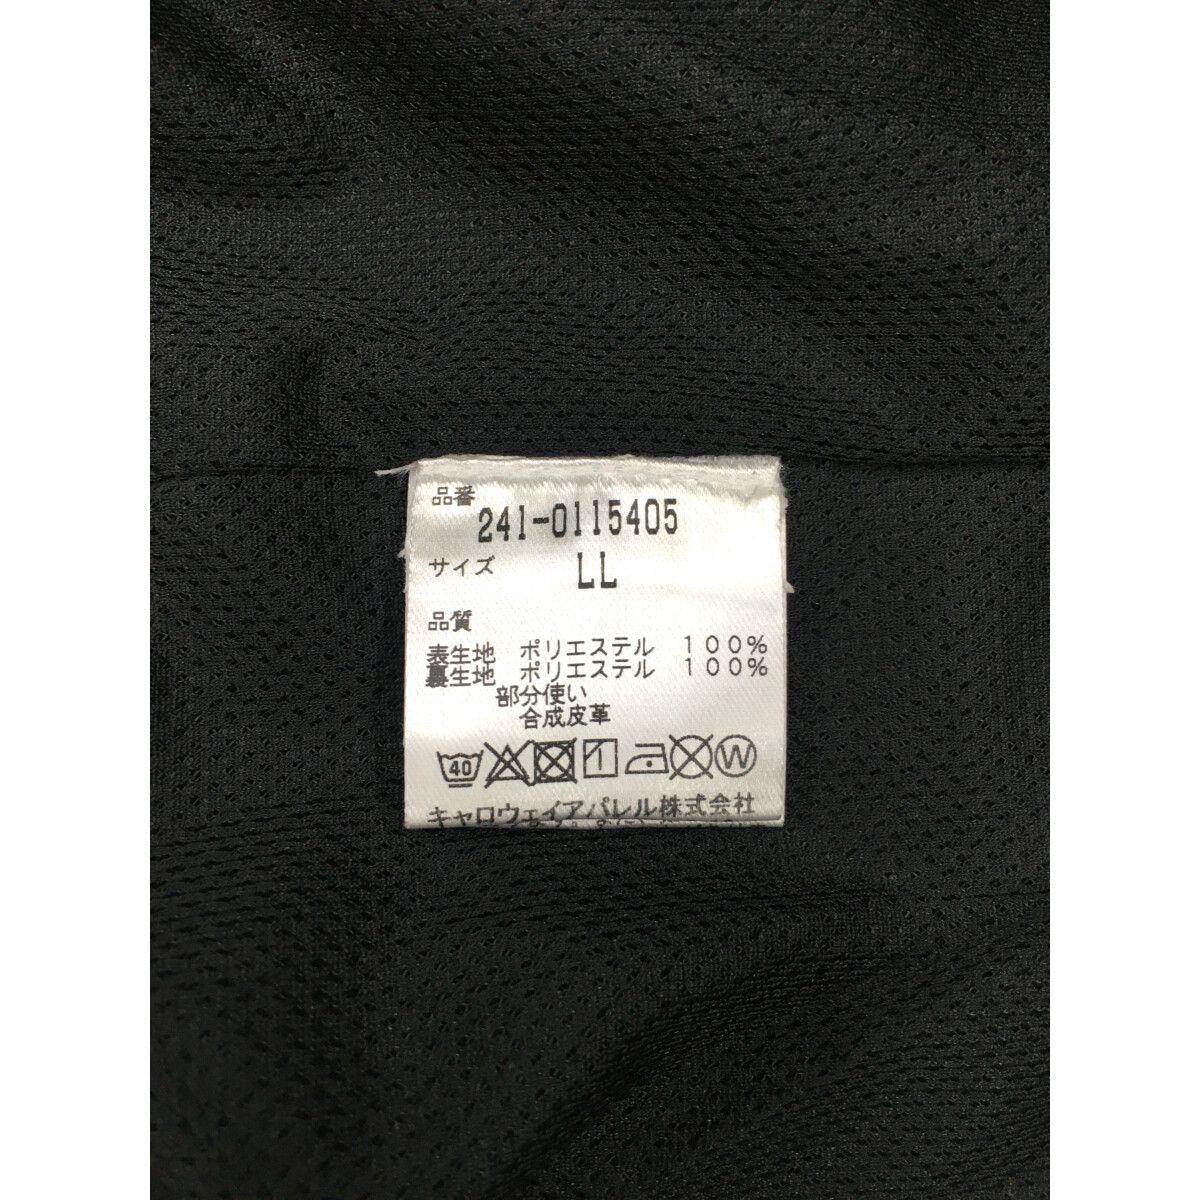 品番
241-0115405
サイズ LL
品質
表生地 ポリエステル 100%
裏生地 ポリエステル 100%
部分使い
合成皮革
40 W
キャロウェイアパレル株式会社